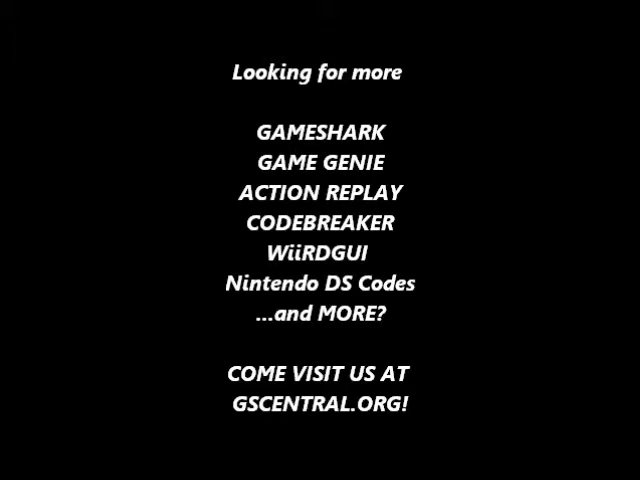 Looking for more
GAMESHARK
GAME GENIE
ACTION REPLAY
CODEBREAKER
WiiRDGUI
Nintendo DS Codes
...and MORE?
COME VISIT US AT
GSCENTRAL.ORG!